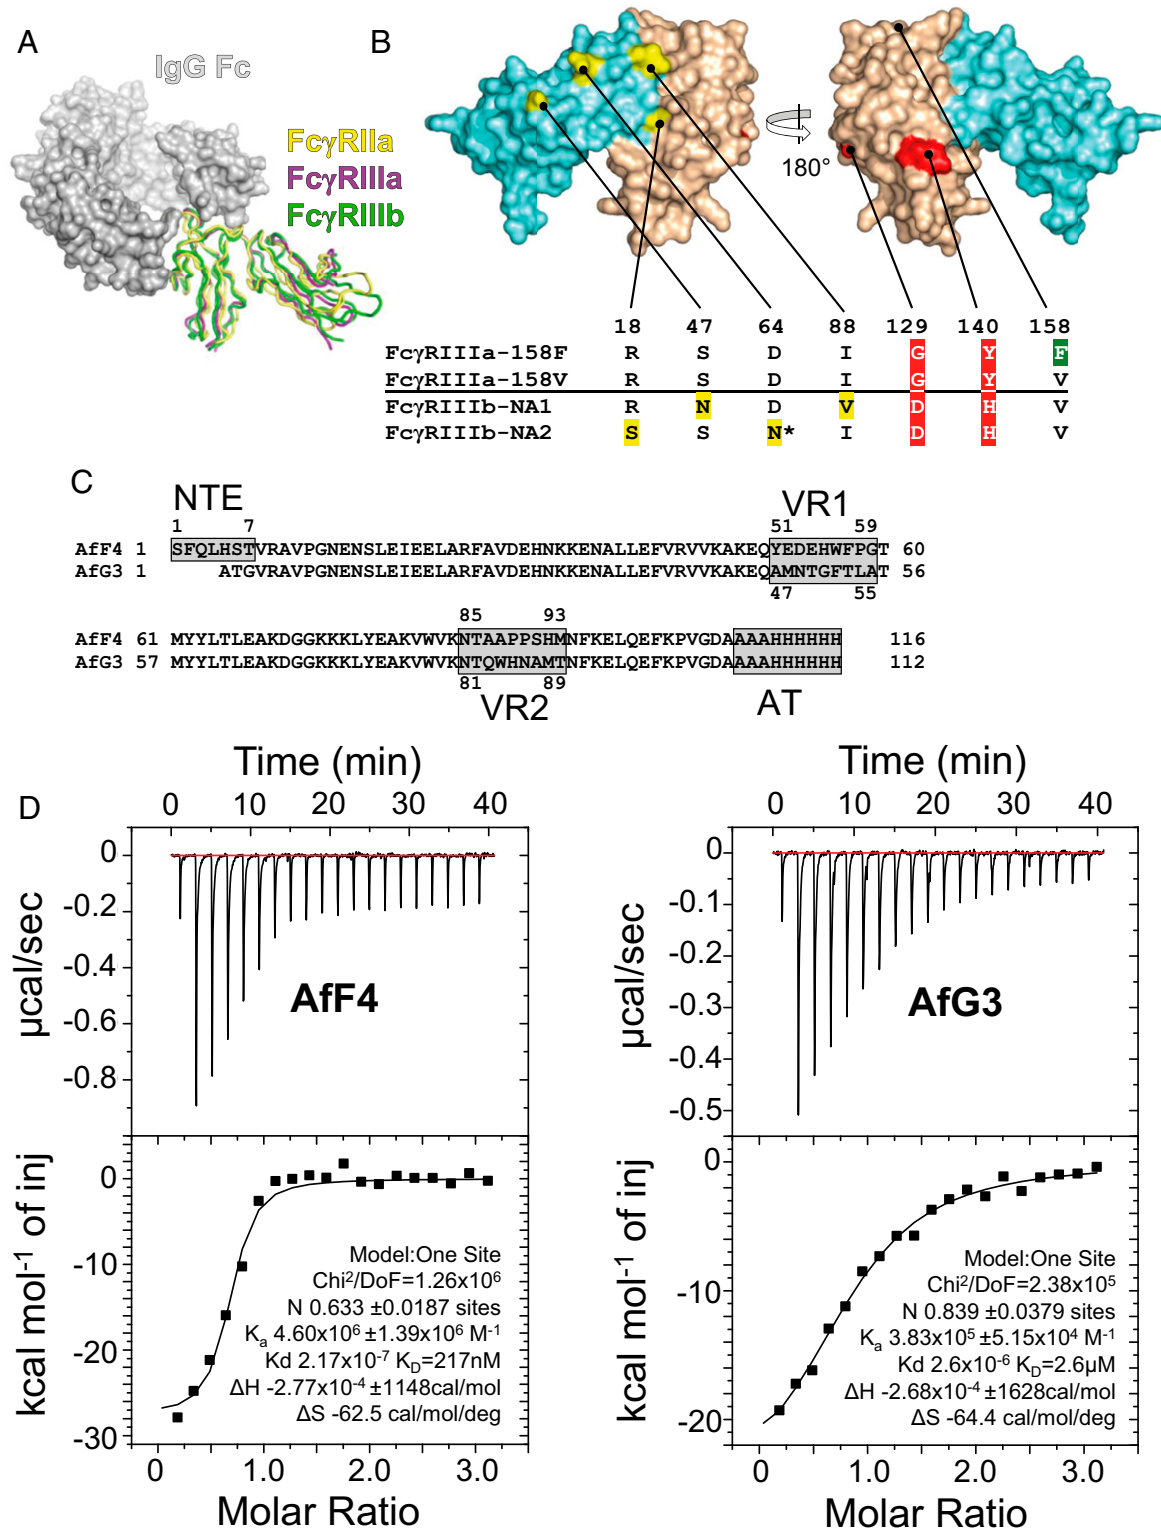 A
IgG Fc
FcγRIIa
FcγRIIIa
FcγRIIIb
B
180°
18 47 64 88 129 140 158
FcγRIIIa-158F R S D I G Y F
FcγRIIIa-158V R S D I G Y V
FcγRIIIb-NA1 R N D V D H V
FcγRIIIb-NA2 S S N* I D H V
C
NTE VR1
1 7 51 59
AfF4 1 SFQLHSTVRAVPGNENSLEIEELARFAVDEHNKKENALLEFVRVVKAKEQYEDEHWFPGT 60
AfG3 1 ATGVRAVPGNENSLEIEELARFAVDEHNKKENALLEFVRVVKAKEQAMNTGFTLAT 56
47 55
85 93
AfF4 61 MYYLTLEAKDGGKKKLYEAKVWVKNTAAPPSHMNFKELQEFKPVGDAAAAHHHHHH 116
AfG3 57 MYYLTLEAKDGGKKKLYEAKVWVKNTQWHNAMTNFKELQEFKPVGDAAAAHHHHHH 112
81 89
VR2 AT
D
Time (min)
0 10 20 30 40
0
-0.2
-0.4
-0.6
-0.8
µcal/sec
AfF4
0
-10
-20
-30
kcal mol⁻¹ of inj
Model:One Site
Chi²/DoF=1.26x10⁶
N 0.633 ±0.0187 sites
Kₐ 4.60x10⁶ ±1.39x10⁶ M⁻¹
Kd 2.17x10⁻⁷ K_D=217nM
ΔH -2.77x10⁻⁴ ±1148cal/mol
ΔS -62.5 cal/mol/deg
0 1.0 2.0 3.0
Molar Ratio
Time (min)
0 10 20 30 40
0
-0.1
-0.2
-0.3
-0.4
-0.5
µcal/sec
AfG3
0
-10
-20
kcal mol⁻¹ of inj
Model:One Site
Chi²/DoF=2.38x10⁵
N 0.839 ±0.0379 sites
Kₐ 3.83x10⁵ ±5.15x10⁴ M⁻¹
Kd 2.6x10⁻⁶ K_D=2.6µM
ΔH -2.68x10⁻⁴ ±1628cal/mol
ΔS -64.4 cal/mol/deg
0 1.0 2.0 3.0
Molar Ratio